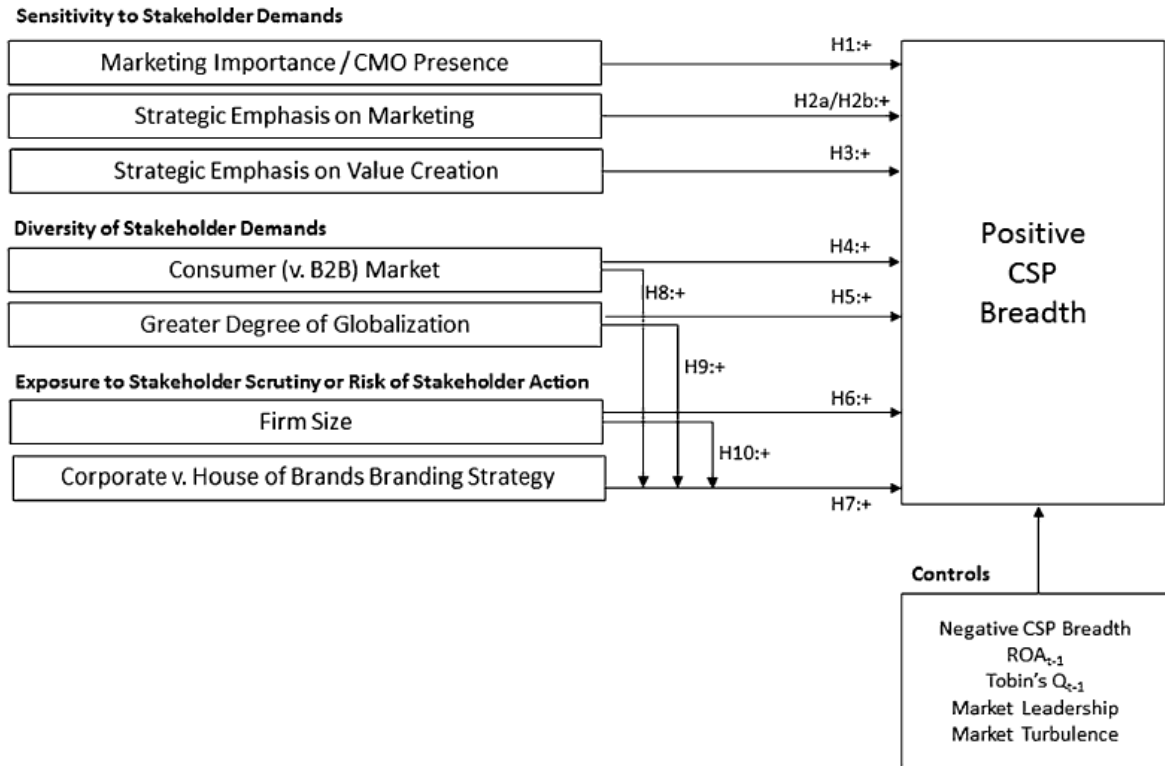 Sensitivity to Stakeholder Demands
Marketing Importance / CMO Presence
H1:+
Strategic Emphasis on Marketing
H2a/H2b:+
Strategic Emphasis on Value Creation
H3:+
Diversity of Stakeholder Demands
Consumer (v. B2B) Market
H4:+
H8:+
Greater Degree of Globalization
H5:+
H9:+
Exposure to Stakeholder Scrutiny or Risk of Stakeholder Action
Firm Size
H6:+
H10:+
Corporate v. House of Brands Branding Strategy
H7:+
Positive
CSP
Breadth
Controls
Negative CSP Breadth
ROAt-1
Tobin's Qt-1
Market Leadership
Market Turbulence